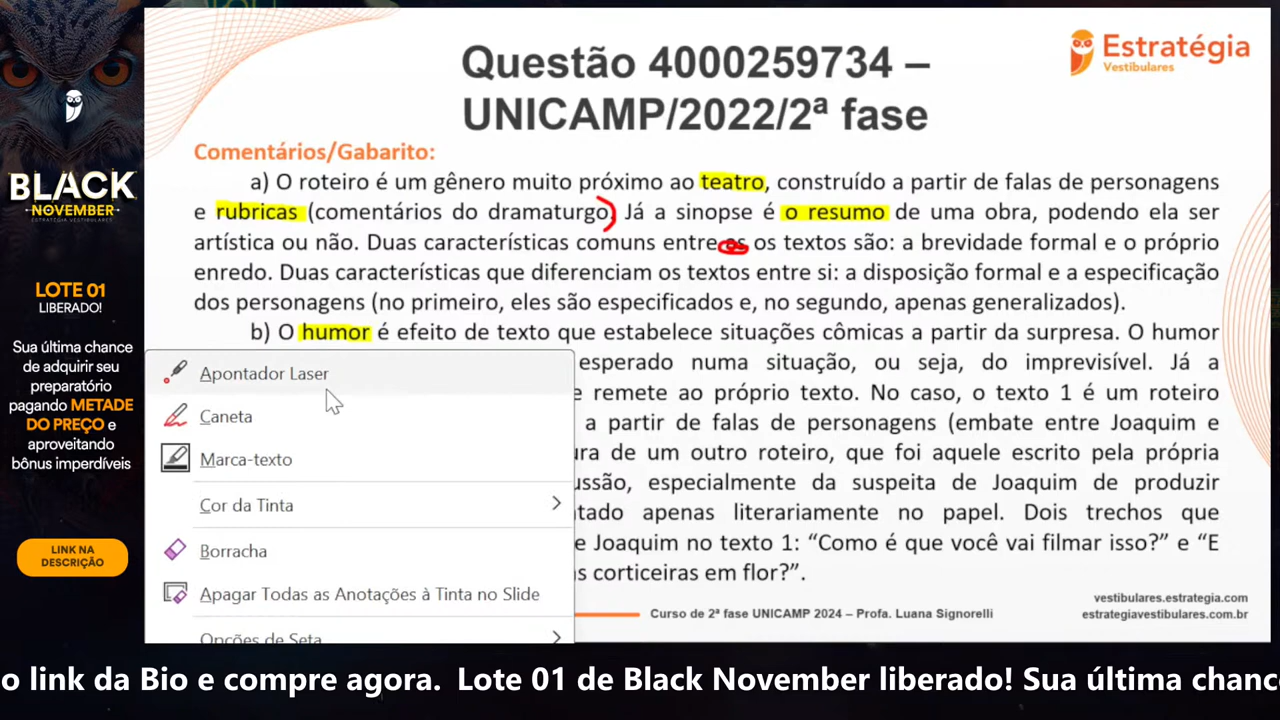 Questão 4000259734 –
UNICAMP/2022/2ª fase
Estratégia
Vestibulares
Comentários/Gabarito:
a) O roteiro é um gênero muito próximo ao teatro, construído a partir de falas de personagens
e rubricas (comentários do dramaturgo). Já a sinopse é o resumo de uma obra, podendo ela ser
artística ou não. Duas características comuns entre os textos são: a brevidade formal e o próprio
enredo. Duas características que diferenciam os textos entre si: a disposição formal e a especificação
dos personagens (no primeiro, eles são especificados e, no segundo, apenas generalizados).
b) O humor é efeito de texto que estabelece situações cômicas a partir da surpresa. O humor
esperado numa situação, ou seja, do imprevisível. Já a
remete ao próprio texto. No caso, o texto 1 é um roteiro
a partir de falas de personagens (embate entre Joaquim e
ura de um outro roteiro, que foi aquele escrito pela própria
ussão, especialmente da suspeita de Joaquim de produzir
tado apenas literariamente no papel. Dois trechos que
e Joaquim no texto 1: “Como é que você vai filmar isso?” e “E
s corticeiras em flor?”.
Apontador Laser
Caneta
Marca-texto
Cor da Tinta
Borracha
Apagar Todas as Anotações à Tinta no Slide
Opções de Seta
Curso de 2ª fase UNICAMP 2024 – Profa. Luana Signorelli
vestibulares.estrategia.com
estrategiavestibulares.com.br
BLACK
NOVEMBER
ESTRATÉGIA VESTIBULARES
LOTE 01
LIBERADO!
Sua última chance
de adquirir seu
preparatório
pagando METADE
DO PREÇO e
aproveitando
bônus imperdíveis
LINK NA
DESCRIÇÃO
o link da Bio e compre agora. Lote 01 de Black November liberado! Sua última chanc